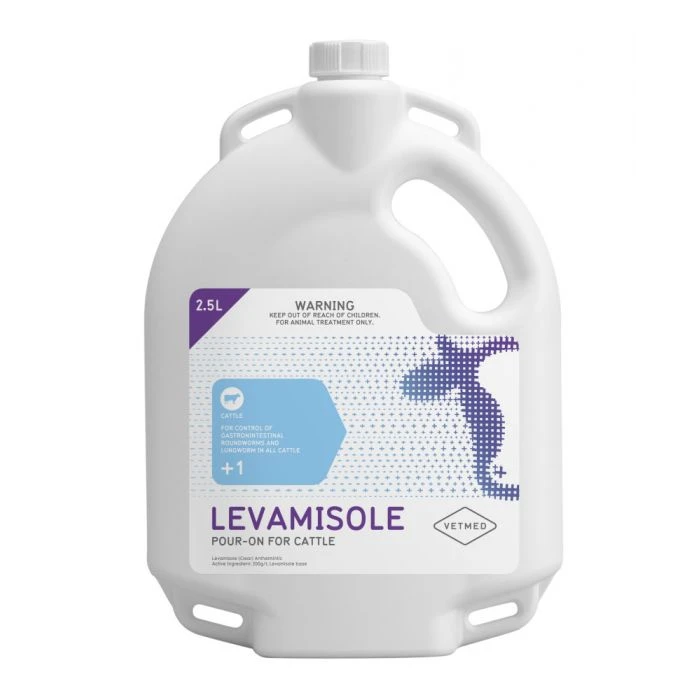 2.5L
WARNING
KEEP OUT OF REACH OF CHILDREN.
FOR ANIMAL TREATMENT ONLY.
CATTLE
FOR CONTROL OF
GASTROINTESTINAL
ROUNDWORMS AND
LUNGWORM IN ALL CATTLE
+1
LEVAMISOLE
VETMED
POUR-ON FOR CATTLE
Levamisole (Clear) Anthelmintic
Active Ingredient: 200g/L Levamisole base